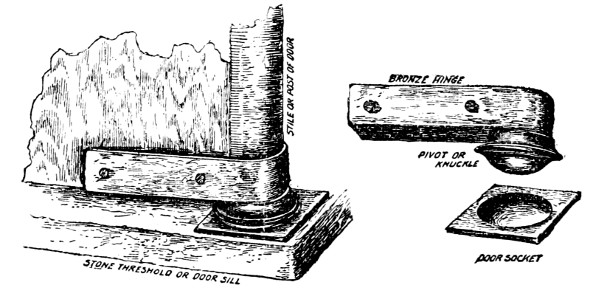 STILE OR POST OF DOOR
STONE THRESHOLD OR DOOR SILL
BRONZE HINGE
PIVOT OR
KNUCKLE
DOOR SOCKET